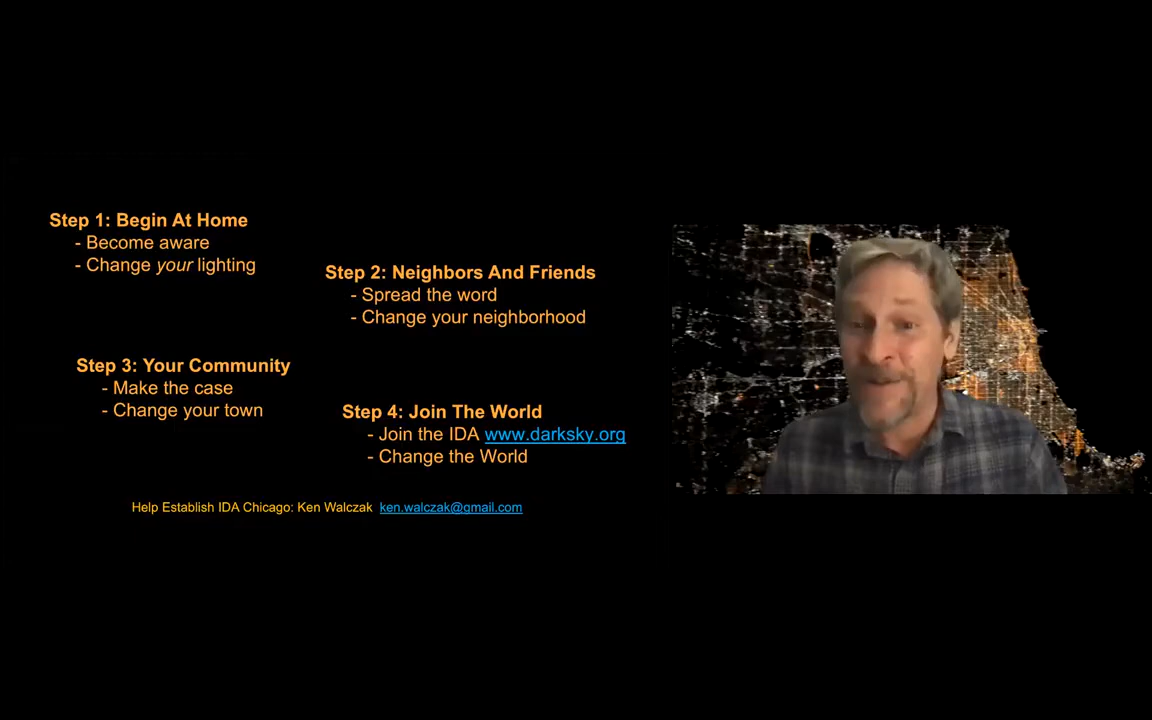 Step 1: Begin At Home
- Become aware
- Change your lighting
Step 2: Neighbors And Friends
- Spread the word
- Change your neighborhood
Step 3: Your Community
- Make the case
- Change your town
Step 4: Join The World
- Join the IDA www.darksky.org
- Change the World
Help Establish IDA Chicago: Ken Walczak ken.walczak@gmail.com